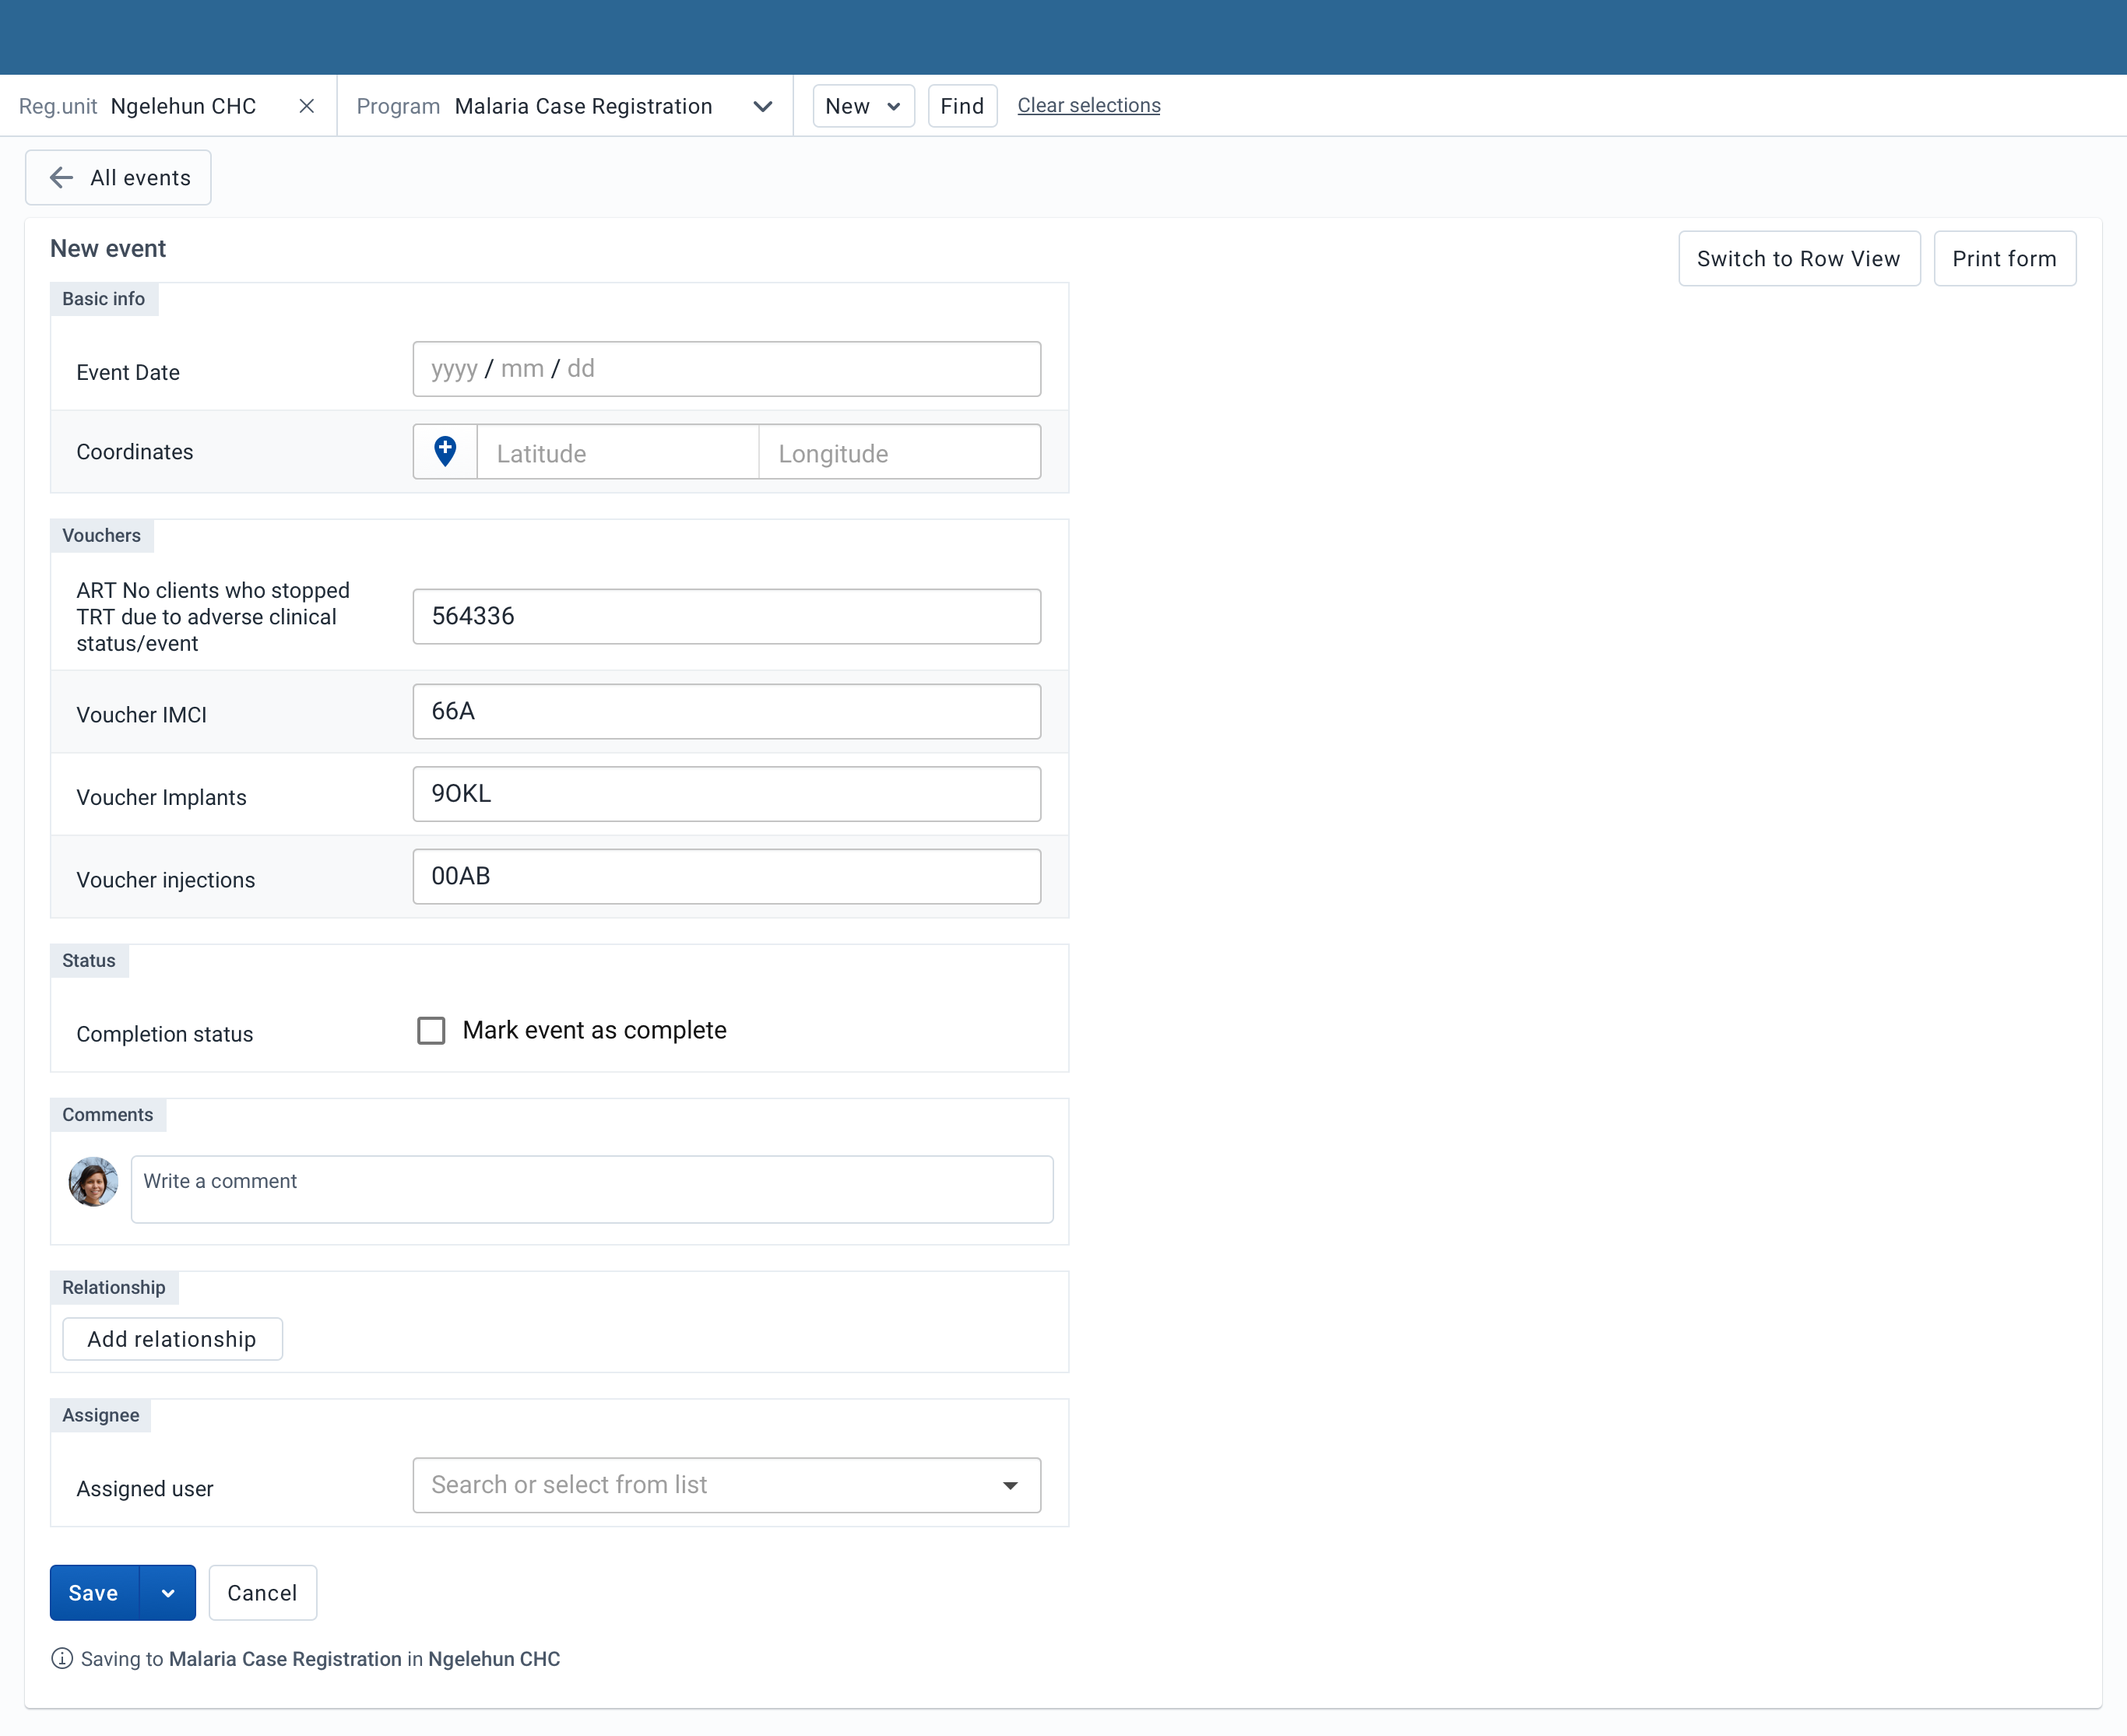 Reg.unit Ngelehun CHC Program Malaria Case Registration New Find Clear selections
All events
New event
Switch to Row View Print form
Basic info
Event Date yyyy / mm / dd
Coordinates Latitude Longitude
Vouchers
ART No clients who stopped
TRT due to adverse clinical
status/event
564336
Voucher IMCI 66A
Voucher Implants 9OKL
Voucher injections 00AB
Status
Completion status Mark event as complete
Comments
Write a comment
Relationship
Add relationship
Assignee
Assigned user Search or select from list
Save Cancel
Saving to Malaria Case Registration in Ngelehun CHC